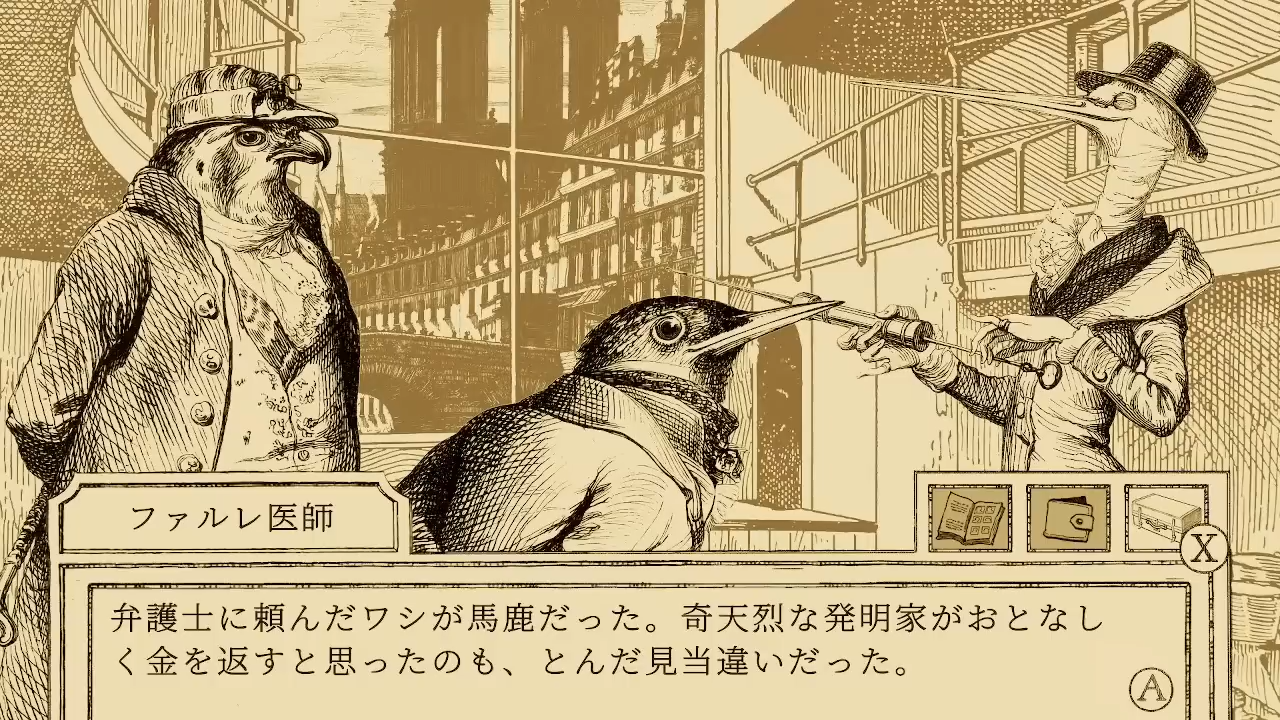 ファルレ医師
X
弁護士に頼んだワシが馬鹿だった。奇天烈な発明家がおとなし
く金を返すと思ったのも、とんだ見当違いだった。
A